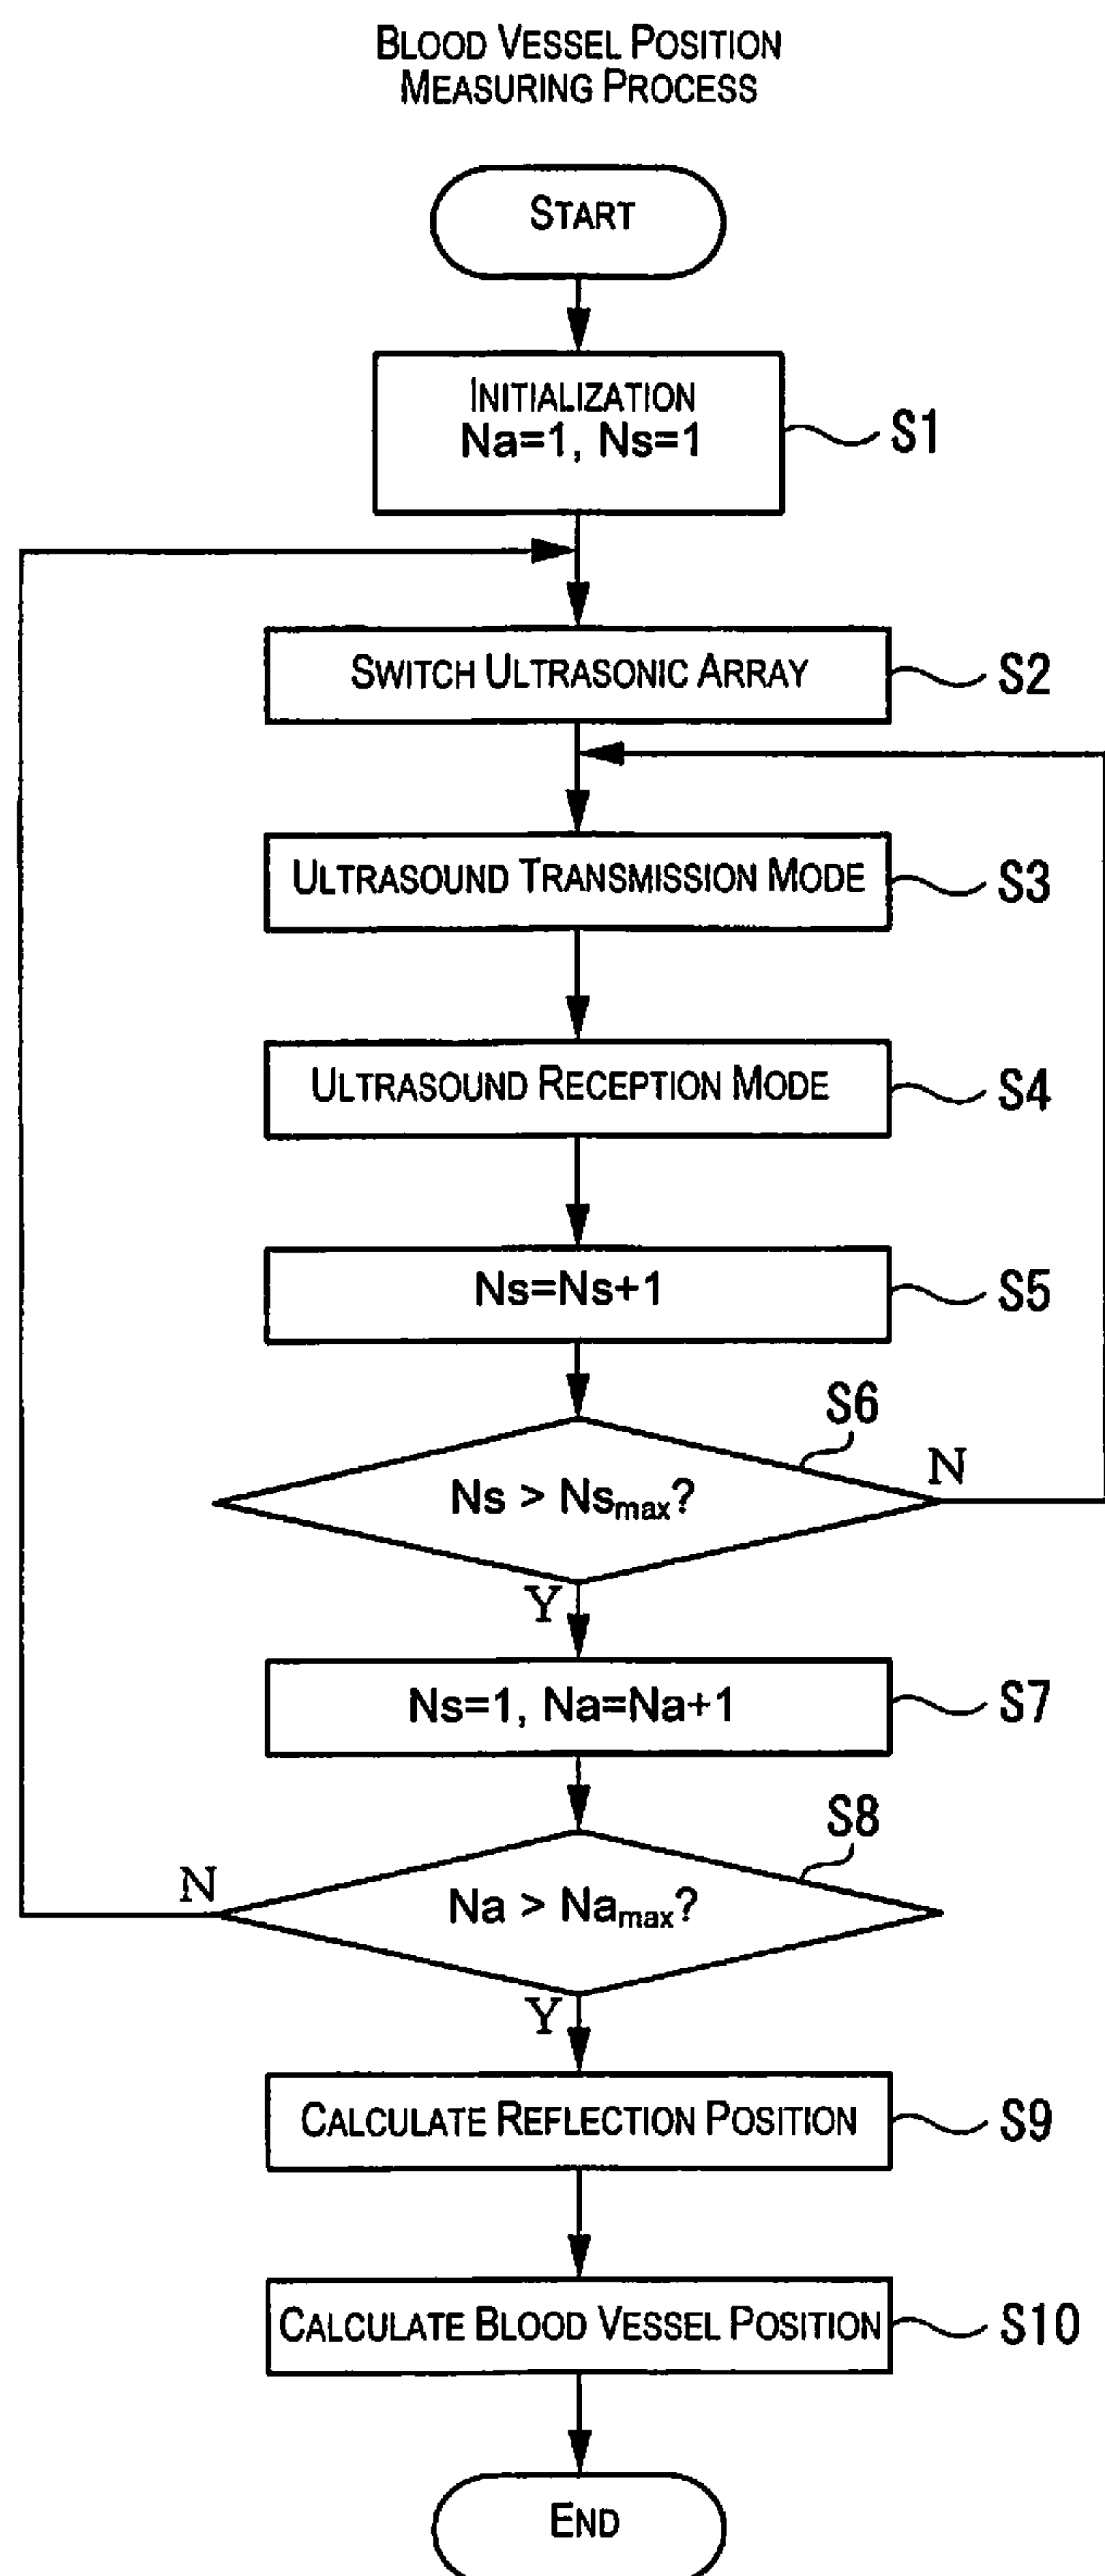 BLOOD VESSEL POSITION
MEASURING PROCESS
START
INITIALIZATION
Na=1, Ns=1
S1
SWITCH ULTRASONIC ARRAY
S2
ULTRASOUND TRANSMISSION MODE
S3
ULTRASOUND RECEPTION MODE
S4
Ns=Ns+1
S5
S6
Ns > Nsmax?
N
Y
Ns=1, Na=Na+1
S7
S8
N
Na > Namax?
Y
CALCULATE REFLECTION POSITION
S9
CALCULATE BLOOD VESSEL POSITION
S10
END